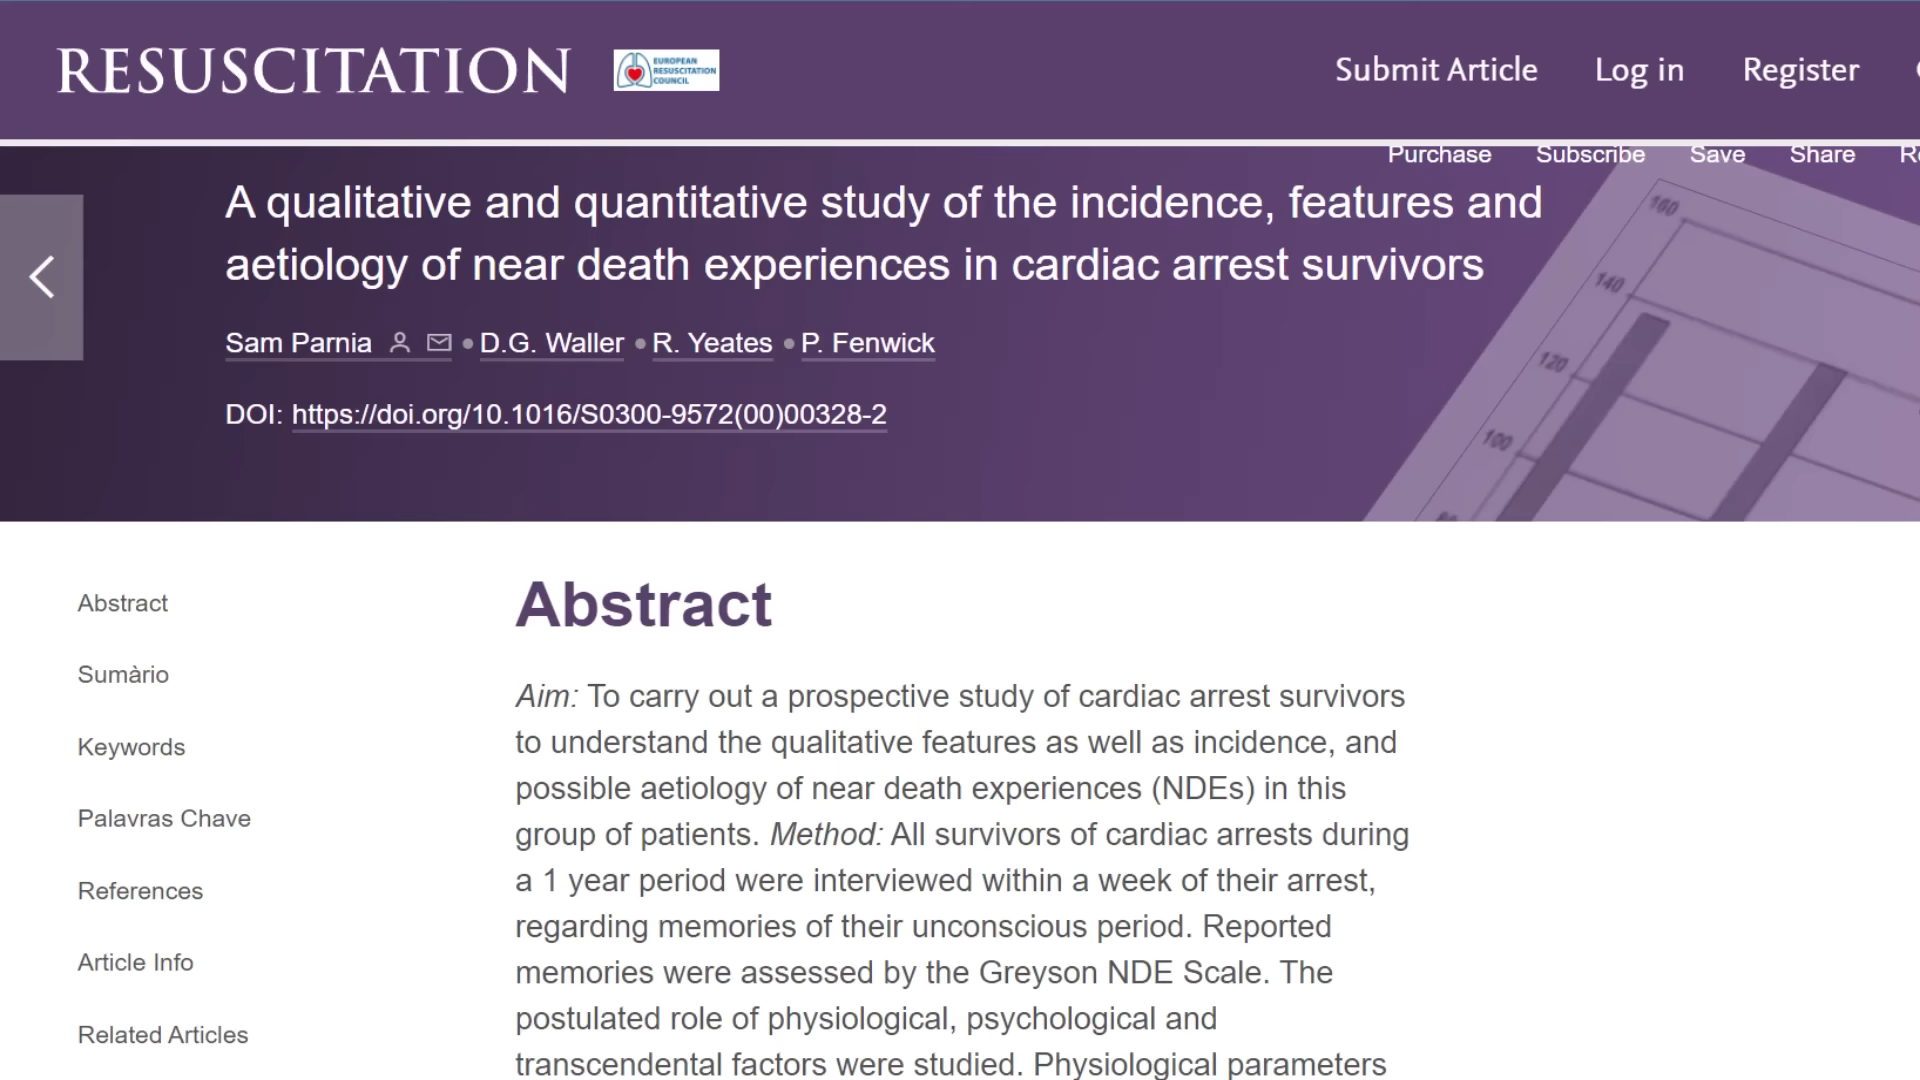 RESUSCITATION
EUROPEAN
RESUSCITATION
COUNCIL
Submit Article Log in Register
Purchase Subscribe Save Share
A qualitative and quantitative study of the incidence, features and
aetiology of near death experiences in cardiac arrest survivors
Sam Parnia • D.G. Waller • R. Yeates • P. Fenwick
DOI: https://doi.org/10.1016/S0300-9572(00)00328-2
160
140
120
100
Abstract
Sumàrio
Keywords
Palavras Chave
References
Article Info
Related Articles
Abstract
Aim: To carry out a prospective study of cardiac arrest survivors
to understand the qualitative features as well as incidence, and
possible aetiology of near death experiences (NDEs) in this
group of patients. Method: All survivors of cardiac arrests during
a 1 year period were interviewed within a week of their arrest,
regarding memories of their unconscious period. Reported
memories were assessed by the Greyson NDE Scale. The
postulated role of physiological, psychological and
transcendental factors were studied. Physiological parameters